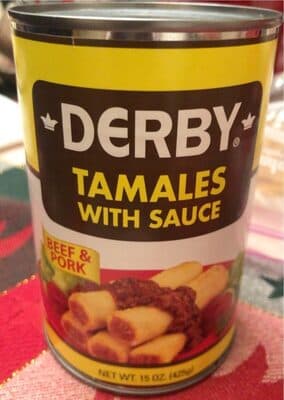 DERBY®
TAMALES
WITH SAUCE
BEEF &
PORK
NET WT. 15 OZ. (425g)